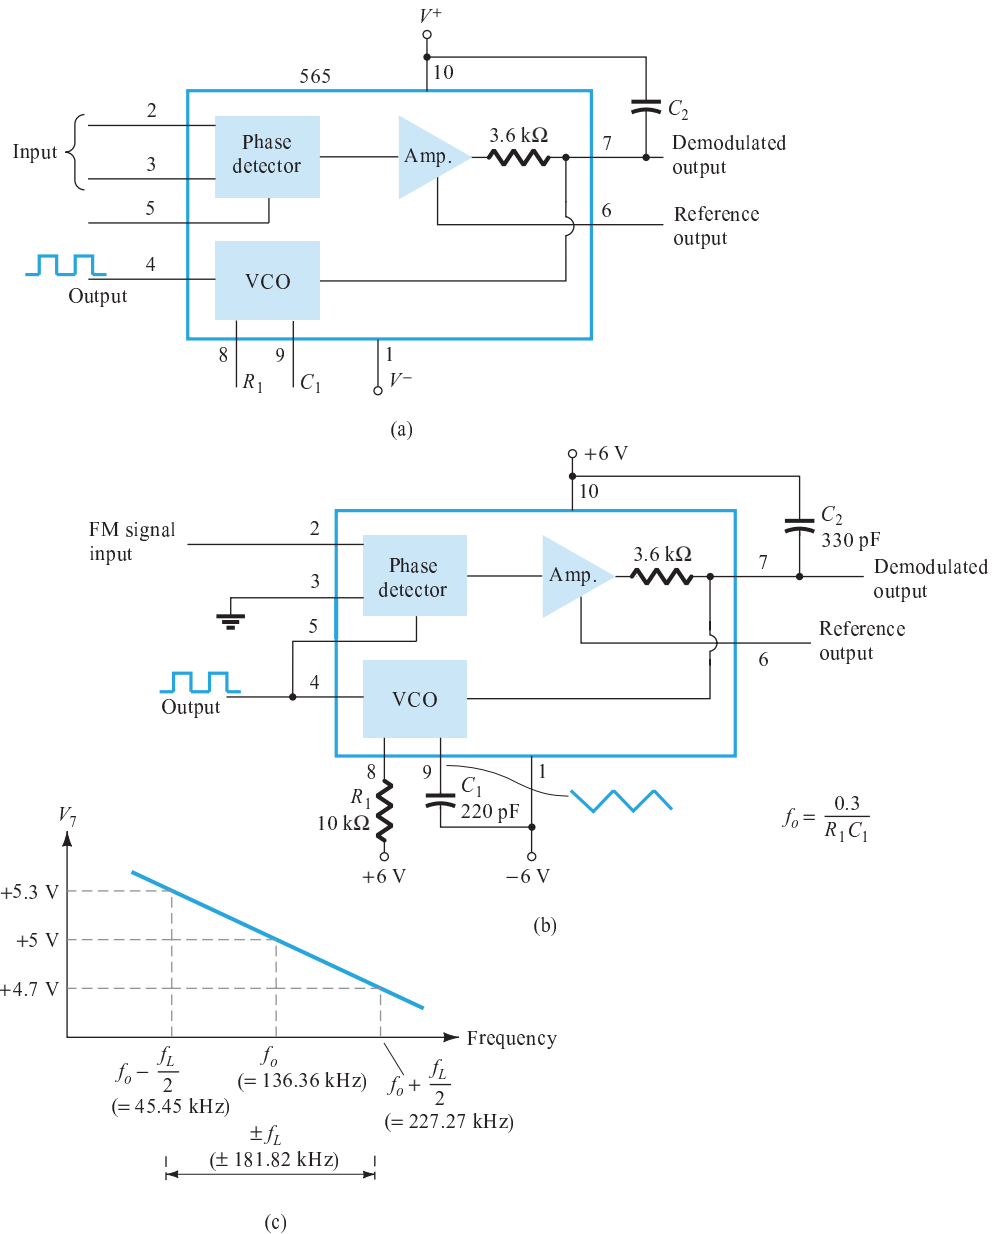 V+
10
565
C2
2
Input
3
5
Phase
detector
Amp.
3.6 kΩ
7
Demodulated
output
6
Reference
output
4
Output
VCO
8
R1
9
C1
1
V−
(a)
+6 V
10
FM signal
input
2
3
5
Phase
detector
Amp.
3.6 kΩ
C2
330 pF
7
Demodulated
output
Reference
output
6
4
Output
VCO
8
R1
10 kΩ
+6 V
9
C1
220 pF
1
−6 V
fo = 0.3 / R1C1
(b)
V7
+5.3 V
+5 V
+4.7 V
Frequency
fo − fL/2
(= 45.45 kHz)
fo
(= 136.36 kHz)
fo + fL/2
(= 227.27 kHz)
±fL
(± 181.82 kHz)
(c)